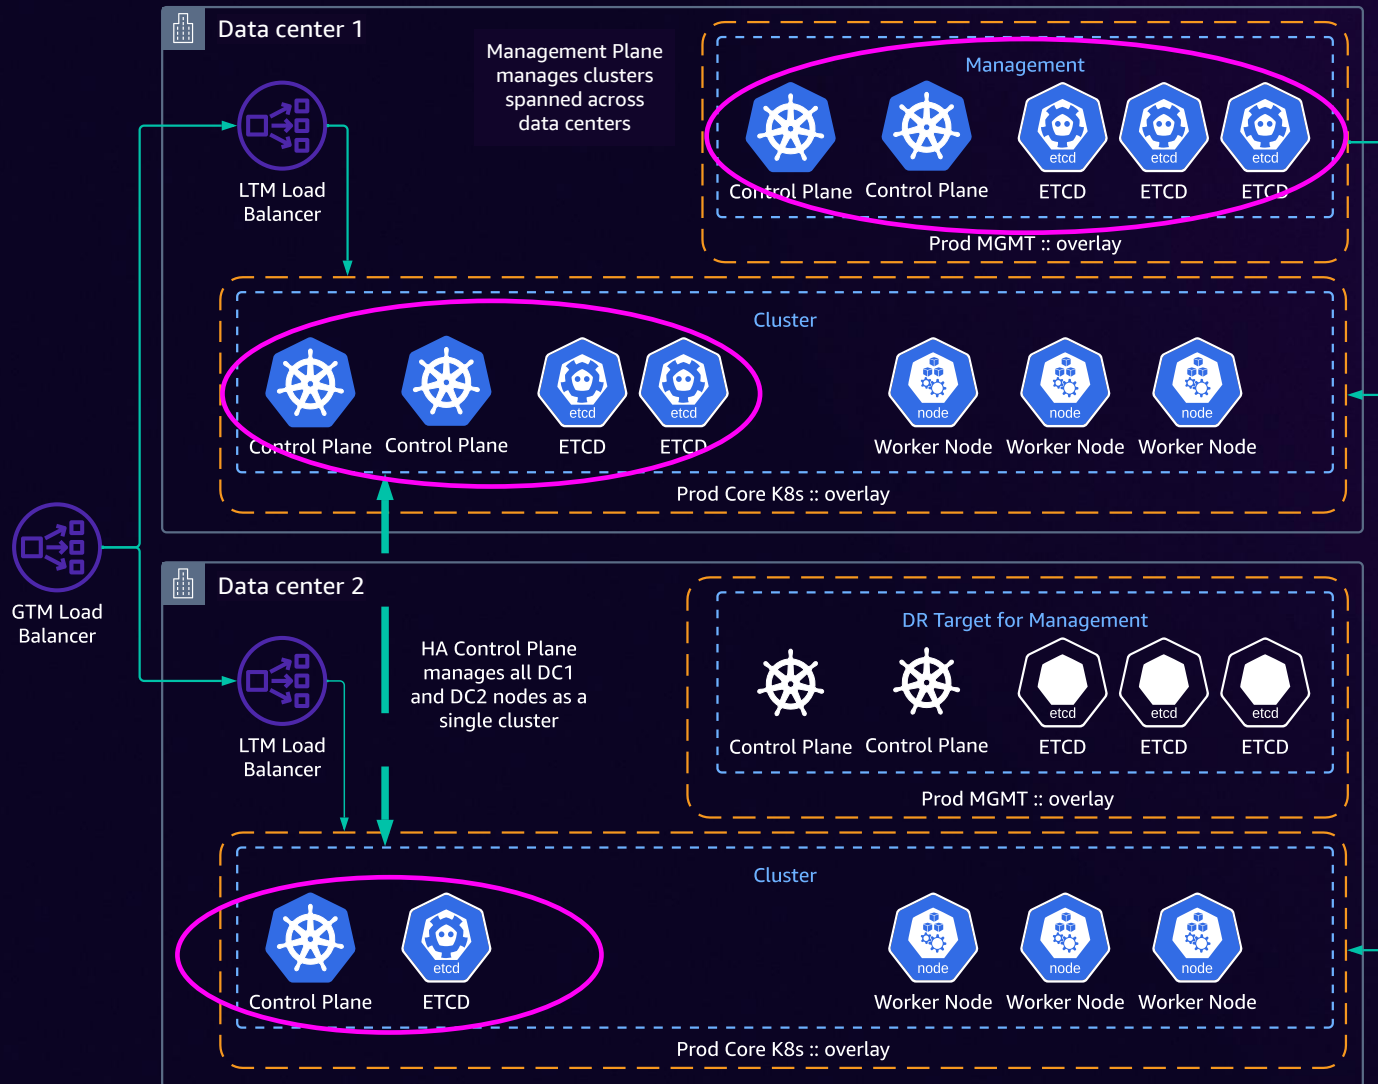 Data center 1
Management Plane
manages clusters
spanned across
data centers
Management
etcd
etcd
etcd
Control Plane
Control Plane
ETCD
ETCD
ETCD
Prod MGMT :: overlay
LTM Load
Balancer
Cluster
etcd
etcd
node
node
node
Control Plane
Control Plane
ETCD
ETCD
Worker Node
Worker Node
Worker Node
Prod Core K8s :: overlay
GTM Load
Balancer
Data center 2
HA Control Plane
manages all DC1
and DC2 nodes as a
single cluster
DR Target for Management
etcd
etcd
etcd
Control Plane
Control Plane
ETCD
ETCD
ETCD
Prod MGMT :: overlay
LTM Load
Balancer
Cluster
etcd
node
node
node
Control Plane
ETCD
Worker Node
Worker Node
Worker Node
Prod Core K8s :: overlay